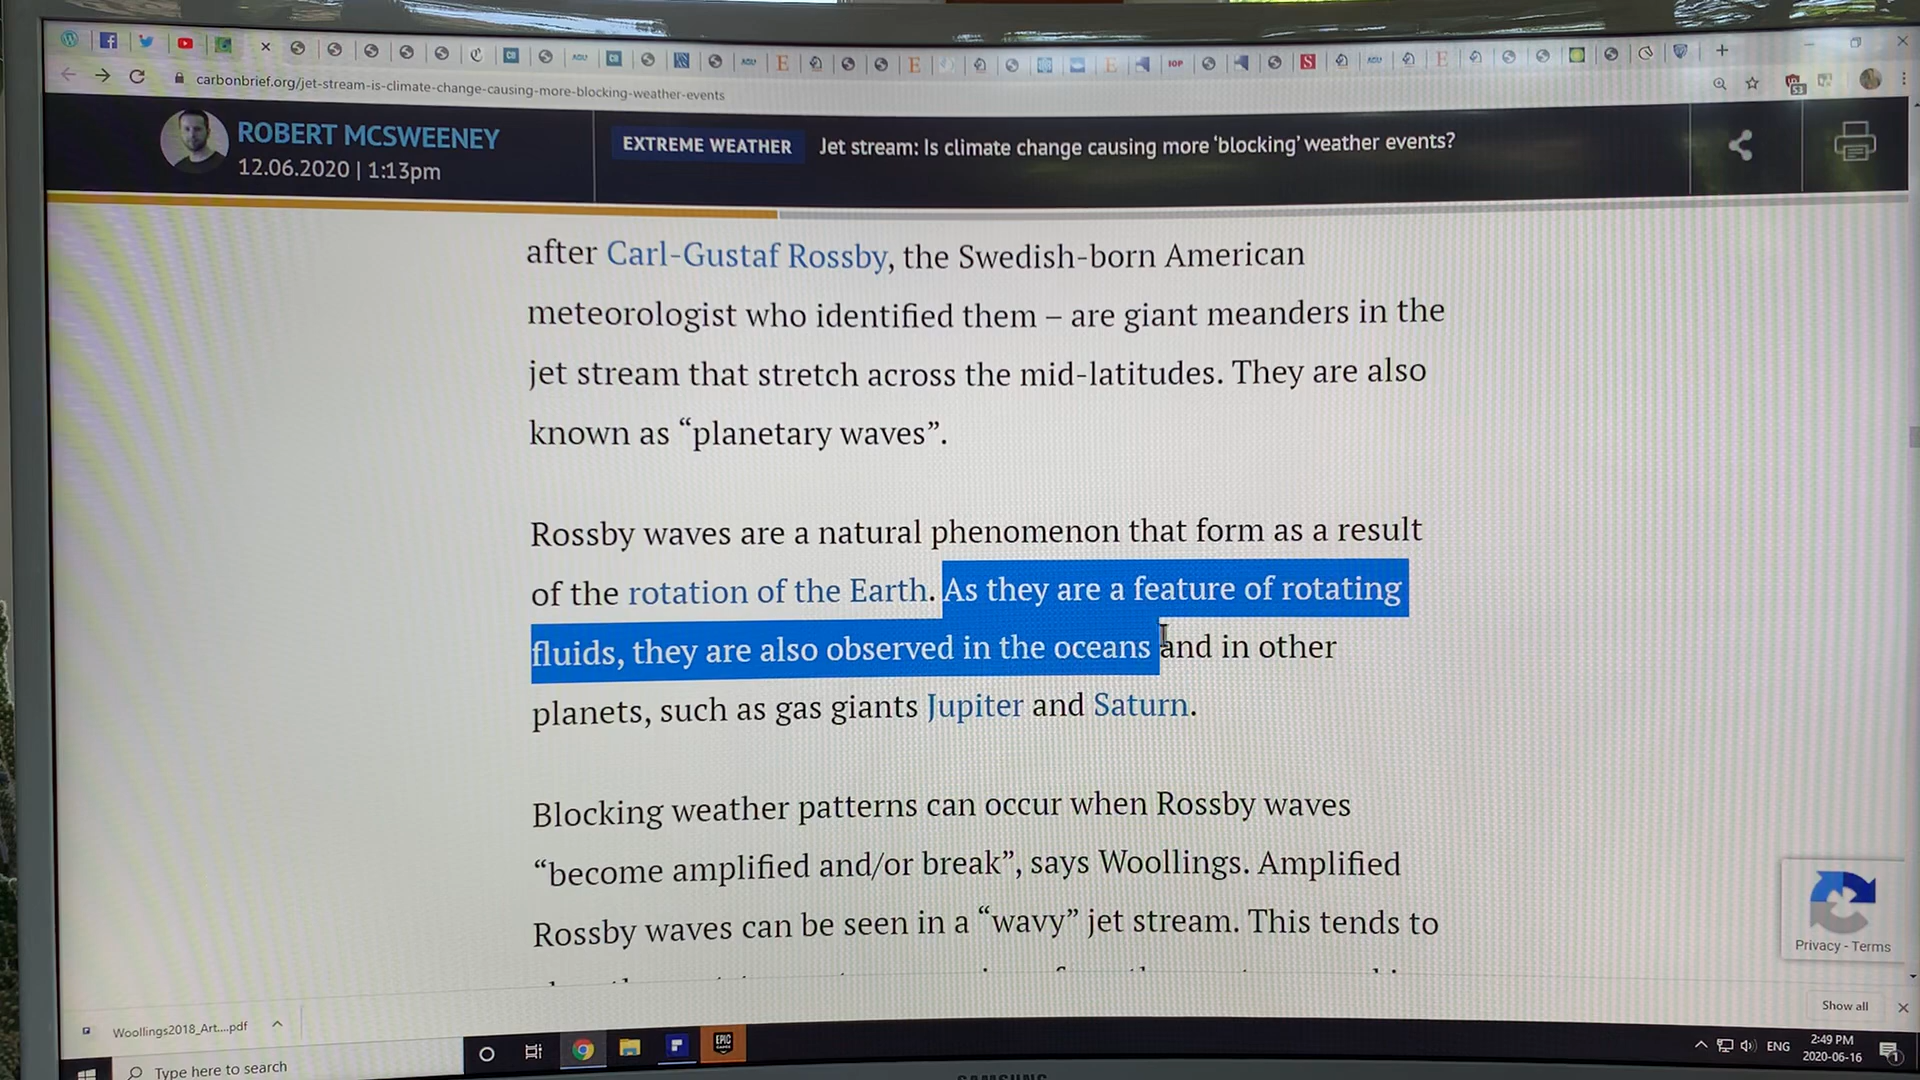 carbonbrief.org/jet-stream-is-climate-change-causing-more-blocking-weather-events
ROBERT MCSWEENEY
12.06.2020 | 1:13pm
EXTREME WEATHER
Jet stream: Is climate change causing more ‘blocking’ weather events?
after Carl-Gustaf Rossby, the Swedish-born American
meteorologist who identified them – are giant meanders in the
jet stream that stretch across the mid-latitudes. They are also
known as “planetary waves”.
Rossby waves are a natural phenomenon that form as a result
of the rotation of the Earth. As they are a feature of rotating
fluids, they are also observed in the oceans and in other
planets, such as gas giants Jupiter and Saturn.
Blocking weather patterns can occur when Rossby waves
“become amplified and/or break”, says Woollings. Amplified
Rossby waves can be seen in a “wavy” jet stream. This tends to
Privacy - Terms
Woollings2018_Art....pdf
Show all
Type here to search
EPIC
GAMES
ENG
2:49 PM
2020-06-16
1